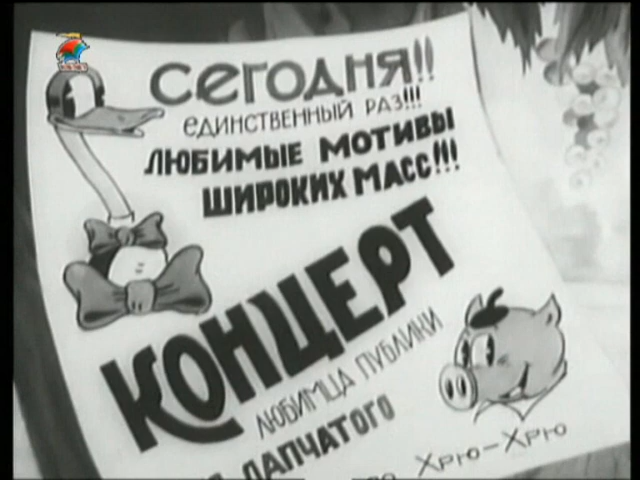 сегодня!!
единственный раз!!!
ЛЮБИМЫЕ МОТИВЫ
ШИРОКИХ МАСС!!!
КОНЦЕРТ
ЛЮБИМЦА ПУБЛИКИ
ЛАПЧАТОГО
Хрю-Хрю